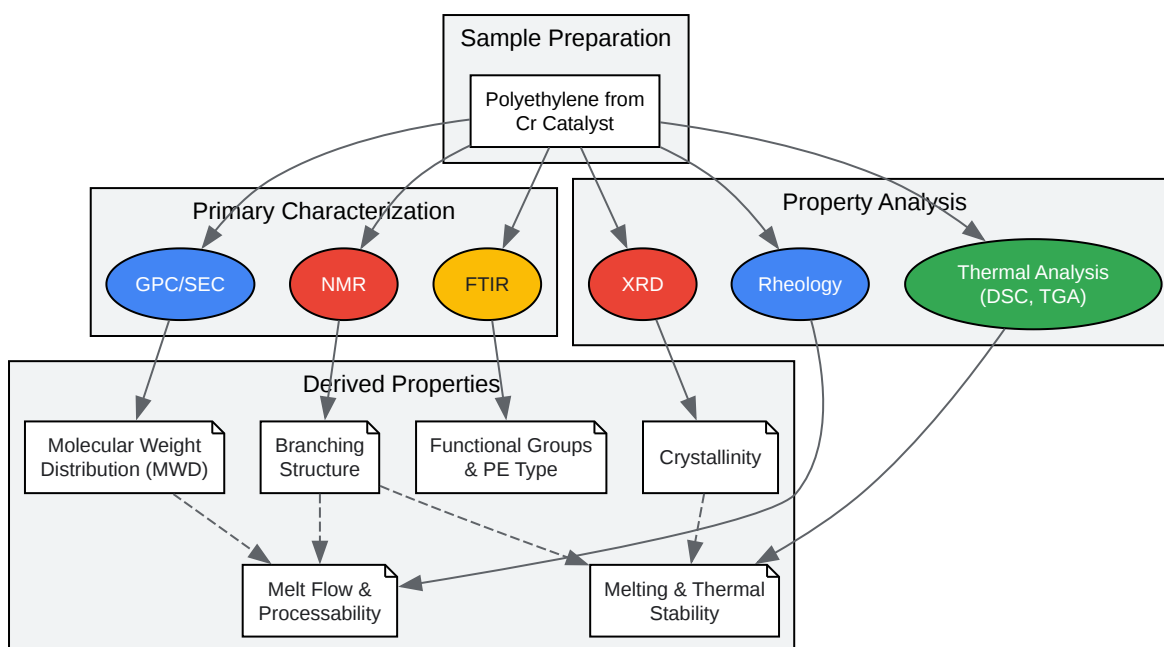 Sample Preparation
Polyethylene from
Cr Catalyst
Primary Characterization
Property Analysis
GPC/SEC
NMR
FTIR
XRD
Rheology
Thermal Analysis
(DSC, TGA)
Derived Properties
Molecular Weight
Distribution (MWD)
Branching
Structure
Functional Groups
& PE Type
Crystallinity
Melt Flow &
Processability
Melting & Thermal
Stability